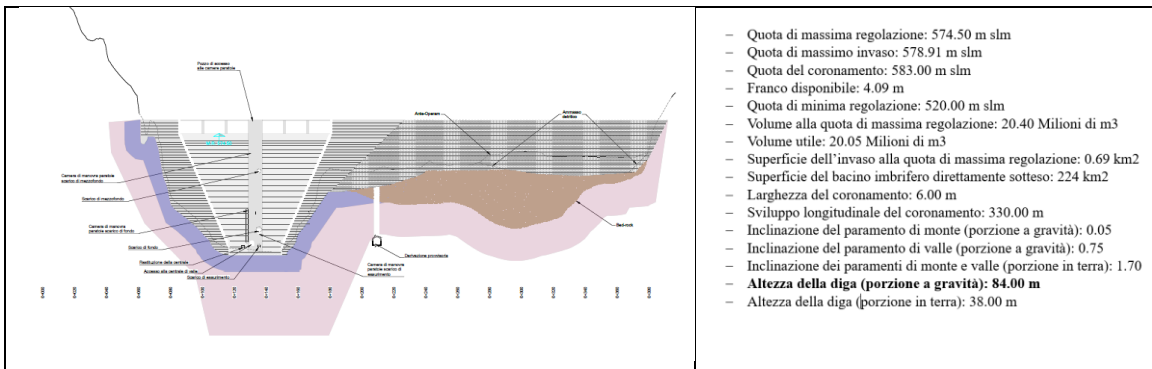 Pozzo di accesso
alle camere paratoie
Ante-Operam
Ammasso
detritico
Camera di manovra paratoie
scarico di mezzofondo
Scarico di mezzofondo
Camera di manovra
paratoie scarico di fondo
Scarico di fondo
Restituzione della centrale
Accesso alla centrale di valle
Scarico di esaurimento
Camera di manovra
paratoie scarico di
esaurimento
Derivazione provvisoria
Bed-rock
– Quota di massima regolazione: 574.50 m slm
– Quota di massimo invaso: 578.91 m slm
– Quota del coronamento: 583.00 m slm
– Franco disponibile: 4.09 m
– Quota di minima regolazione: 520.00 m slm
– Volume alla quota di massima regolazione: 20.40 Milioni di m3
– Volume utile: 20.05 Milioni di m3
– Superficie dell'invaso alla quota di massima regolazione: 0.69 km2
– Superficie del bacino imbrifero direttamente sotteso: 224 km2
– Larghezza del coronamento: 6.00 m
– Sviluppo longitudinale del coronamento: 330.00 m
– Inclinazione del paramento di monte (porzione a gravità): 0.05
– Inclinazione del paramento di valle (porzione a gravità): 0.75
– Inclinazione dei paramenti di monte e valle (porzione in terra): 1.70
– Altezza della diga (porzione a gravità): 84.00 m
– Altezza della diga (porzione in terra): 38.00 m